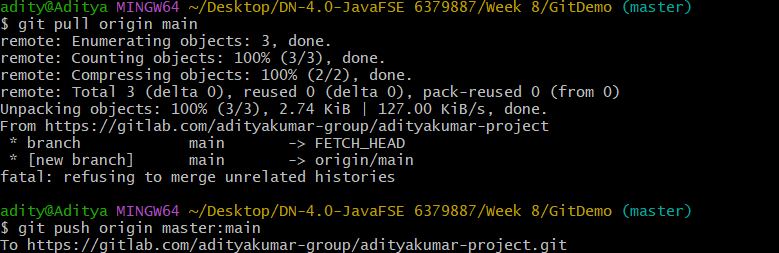 adity@Aditya MINGW64 ~/Desktop/DN-4.0-JavaFSE 6379887/Week 8/GitDemo (master)
$ git pull origin main
remote: Enumerating objects: 3, done.
remote: Counting objects: 100% (3/3), done.
remote: Compressing objects: 100% (2/2), done.
remote: Total 3 (delta 0), reused 0 (delta 0), pack-reused 0 (from 0)
Unpacking objects: 100% (3/3), 2.74 KiB | 127.00 KiB/s, done.
From https://gitlab.com/adityakumar-group/adityakumar-project
 * branch            main       -> FETCH_HEAD
 * [new branch]      main       -> origin/main
fatal: refusing to merge unrelated histories
adity@Aditya MINGW64 ~/Desktop/DN-4.0-JavaFSE 6379887/Week 8/GitDemo (master)
$ git push origin master:main
To https://gitlab.com/adityakumar-group/adityakumar-project.git